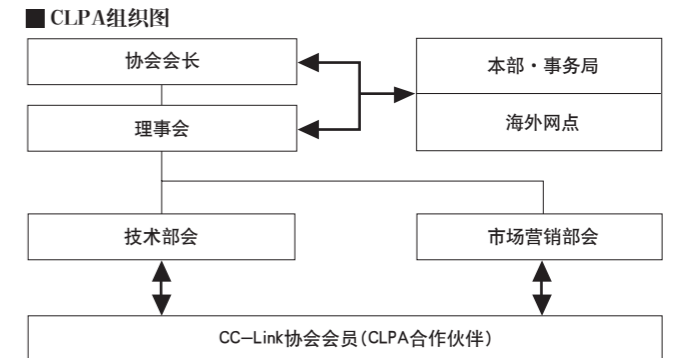 ■ CLPA组织图
协会会长
本部・事务局
理事会
海外网点
技术部会
市场营销部会
CC-Link协会会员(CLPA合作伙伴)